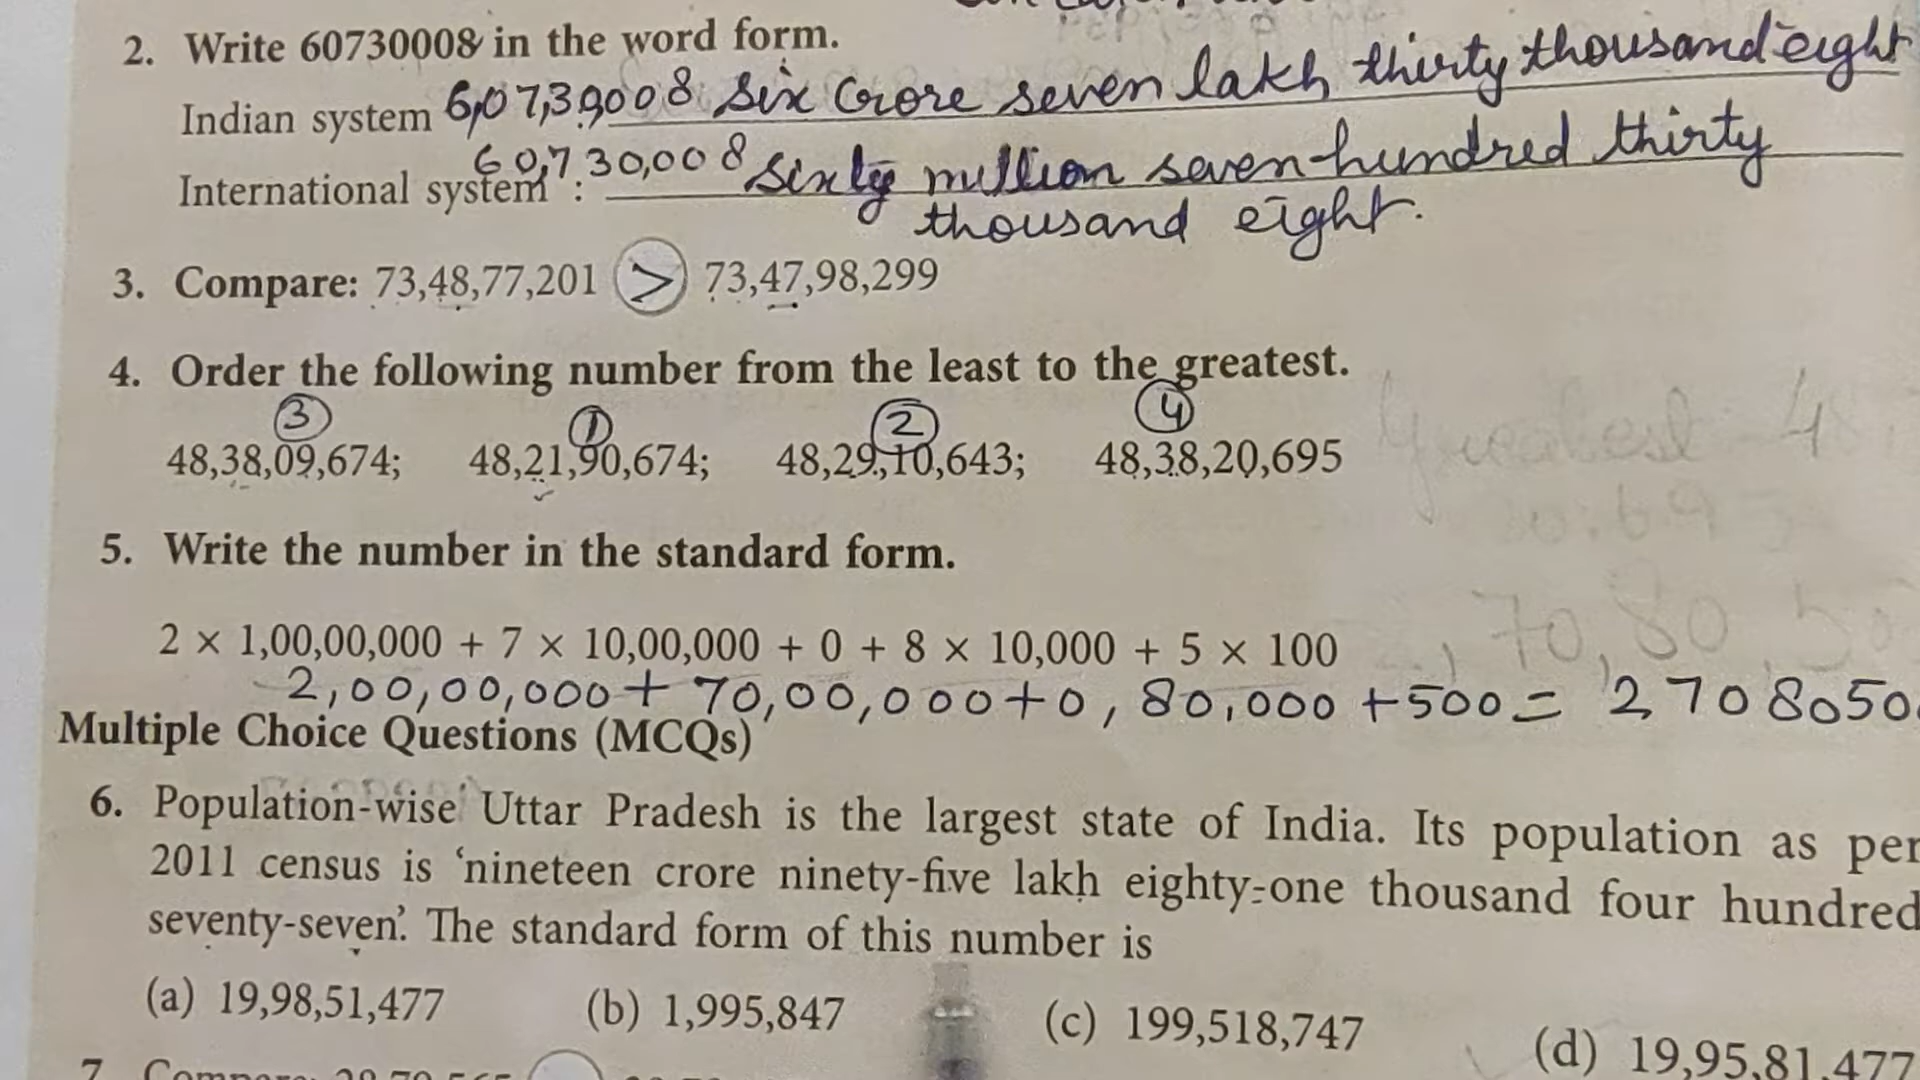 2. Write 60730008 in the word form.
Indian system 6,07,30,008 six crore seven lakh thirty thousand eight
International system : 60,730,008 sixty million seven hundred thirty
thousand eight.
3. Compare: 73,48,77,201 > 73,47,98,299
4. Order the following number from the least to the greatest.
3 1 2 4
48,38,09,674; 48,21,90,674; 48,29,10,643; 48,38,20,695
5. Write the number in the standard form.
2 × 1,00,00,000 + 7 × 10,00,000 + 0 + 8 × 10,000 + 5 × 100
2,00,00,000 + 70,00,000 + 0, 80,000 + 500 = 2708050
Multiple Choice Questions (MCQs)
6. Population-wise Uttar Pradesh is the largest state of India. Its population as per
2011 census is ‘nineteen crore ninety-five lakh eighty-one thousand four hundred
seventy-seven’. The standard form of this number is
(a) 19,98,51,477 (b) 1,995,847 (c) 199,518,747 (d) 19,95,81,477
7. Compare: